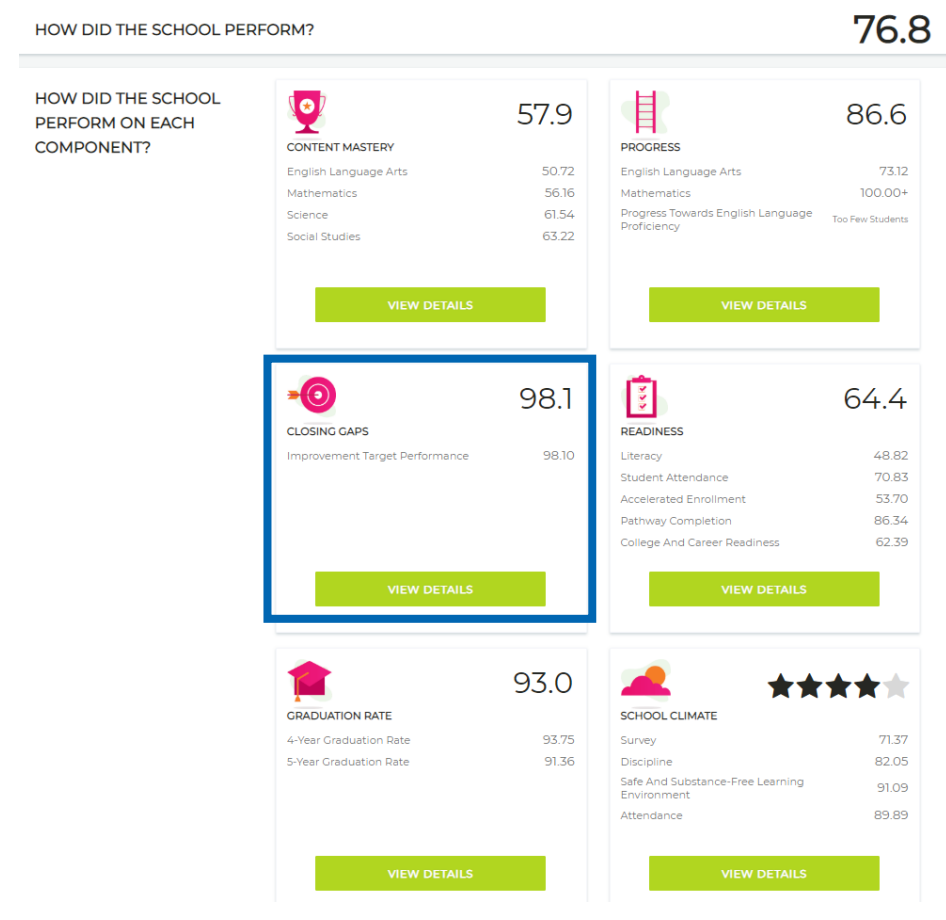 HOW DID THE SCHOOL PERFORM?
76.8
HOW DID THE SCHOOL
PERFORM ON EACH
COMPONENT?
57.9
CONTENT MASTERY
English Language Arts 50.72
Mathematics 56.16
Science 61.54
Social Studies 63.22
VIEW DETAILS
86.6
PROGRESS
English Language Arts 73.12
Mathematics 100.00+
Progress Towards English Language
Proficiency
Too Few Students
VIEW DETAILS
98.1
CLOSING GAPS
Improvement Target Performance 98.10
VIEW DETAILS
64.4
READINESS
Literacy 48.82
Student Attendance 70.83
Accelerated Enrollment 53.70
Pathway Completion 86.34
College And Career Readiness 62.39
VIEW DETAILS
93.0
GRADUATION RATE
4-Year Graduation Rate 93.75
5-Year Graduation Rate 91.36
VIEW DETAILS
SCHOOL CLIMATE
Survey 71.37
Discipline 82.05
Safe And Substance-Free Learning
Environment
91.09
Attendance 89.89
VIEW DETAILS